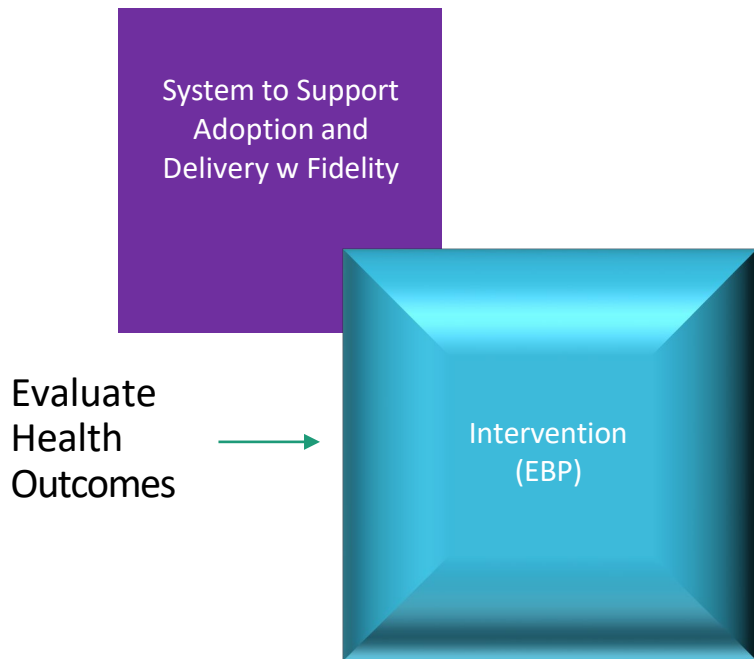 System to Support
Adoption and
Delivery w Fidelity
Evaluate
Health
Outcomes
Intervention
(EBP)